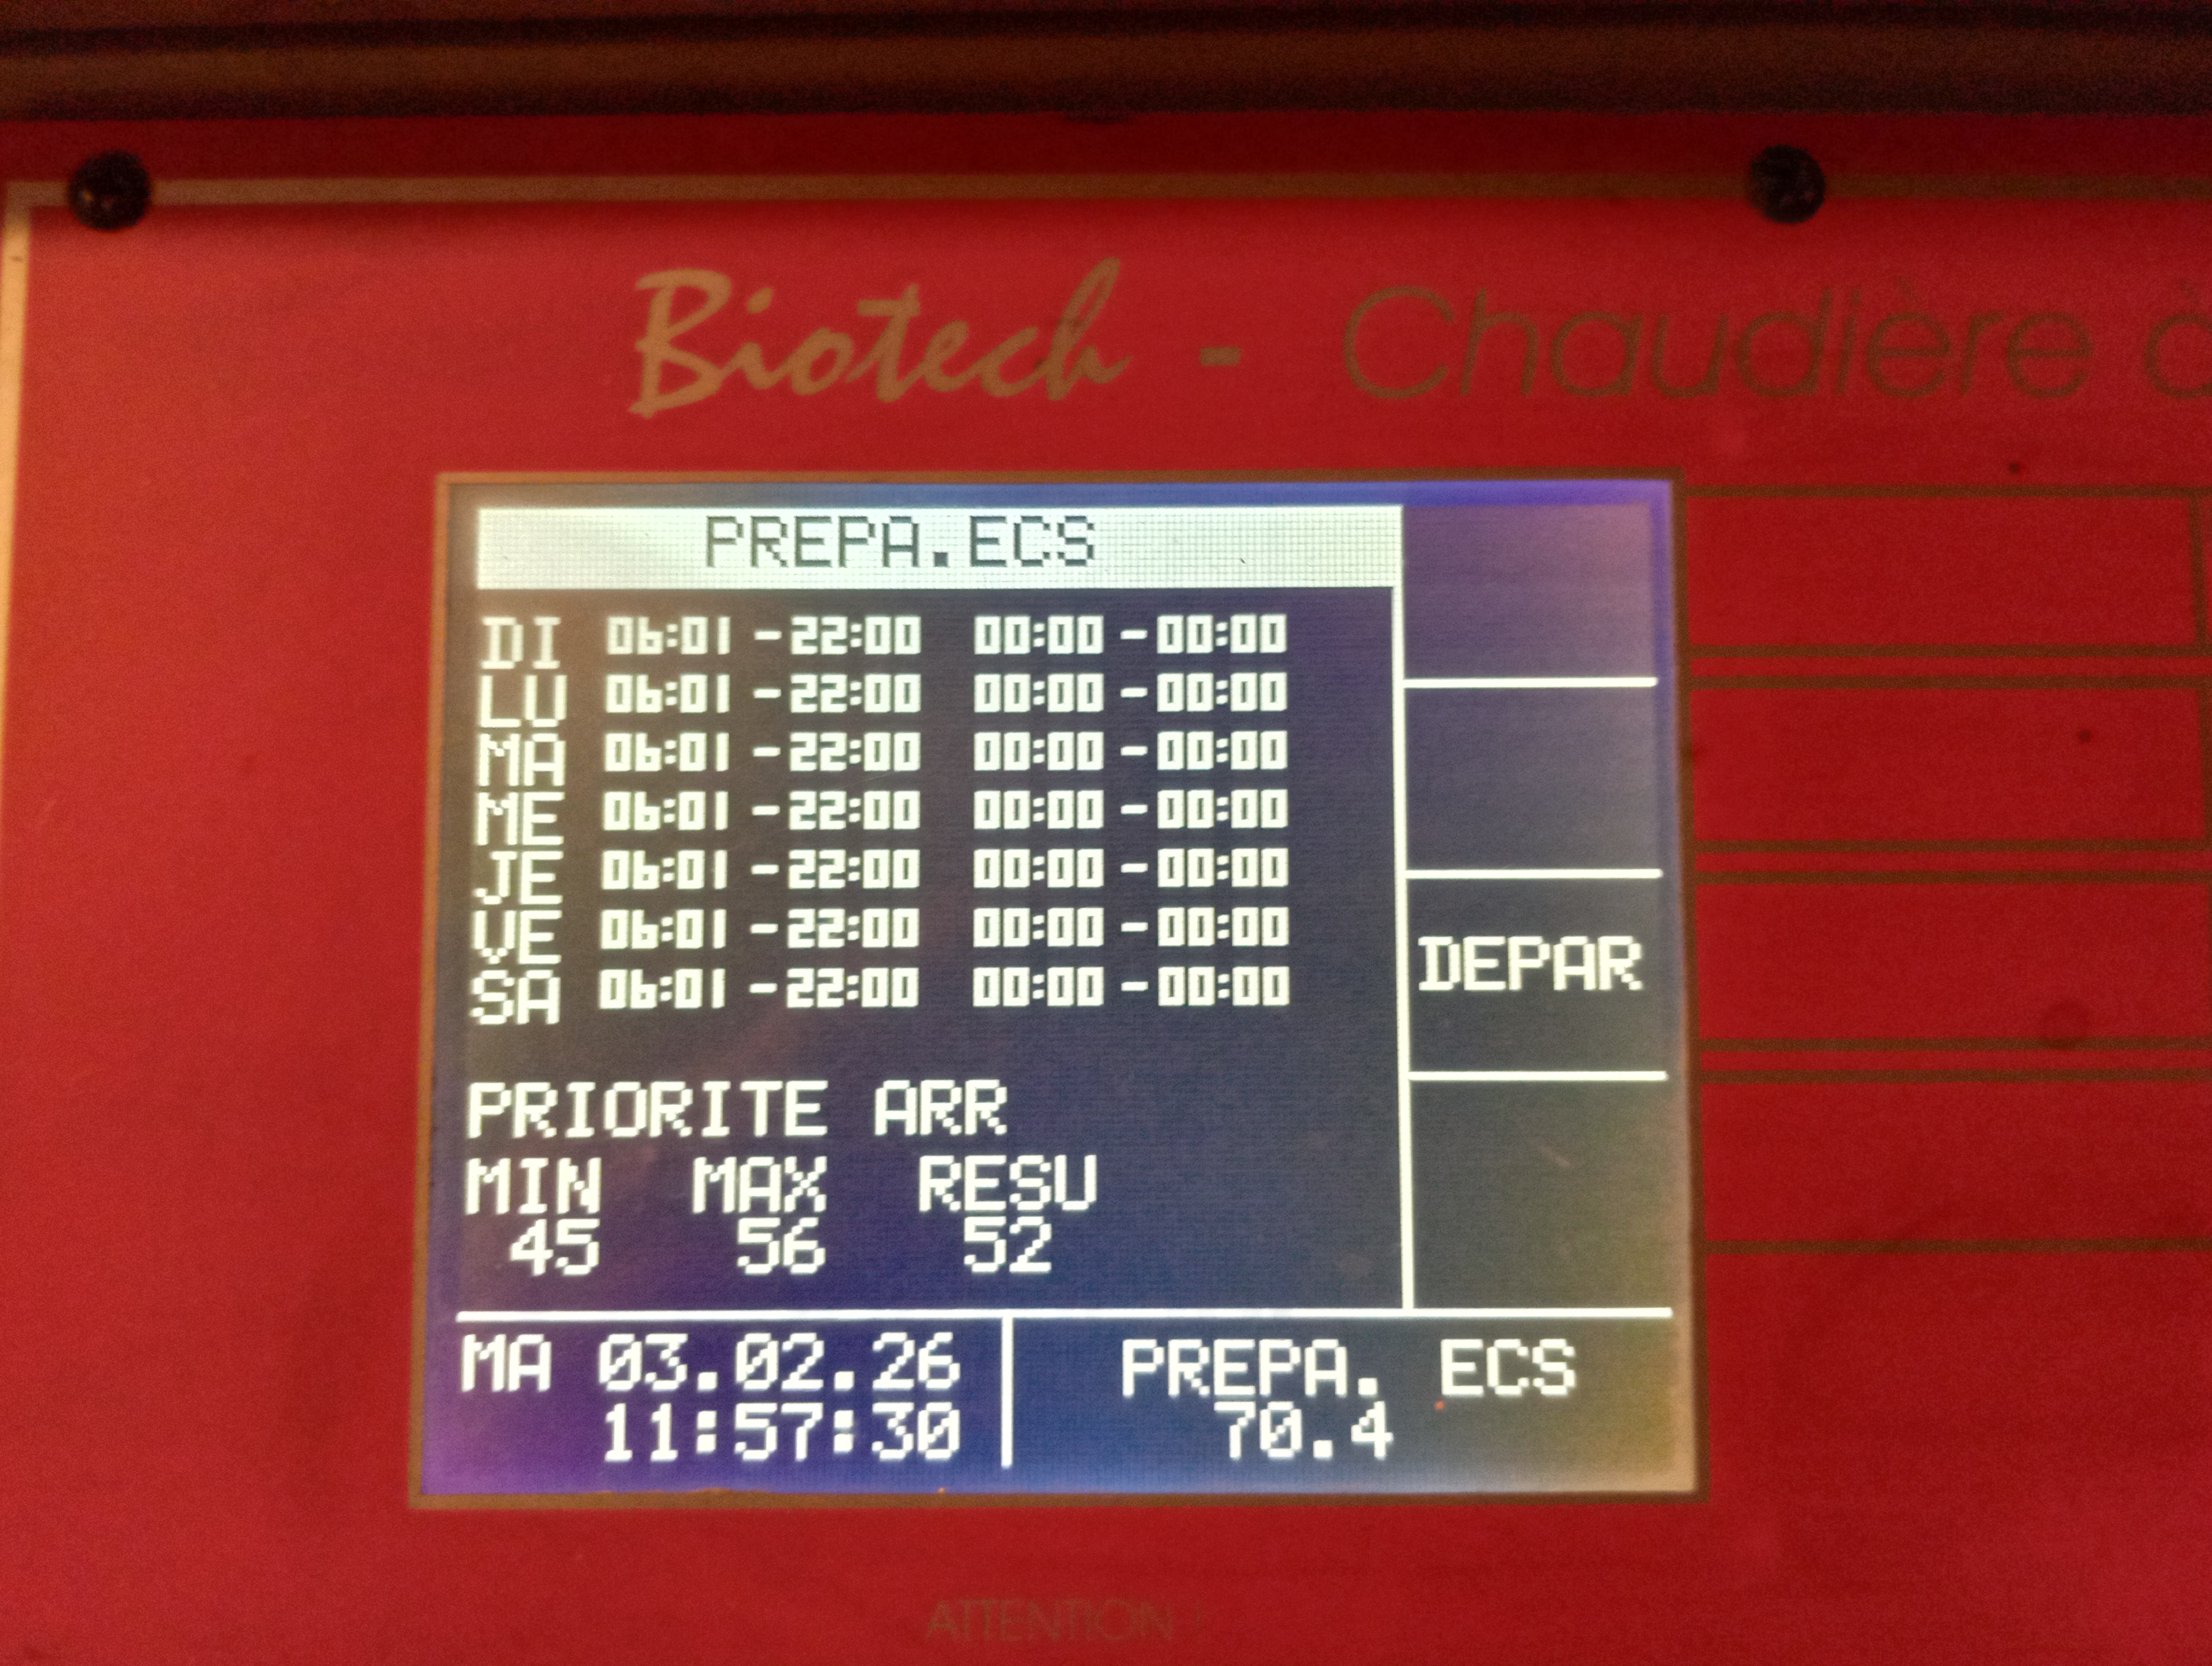 Biotech - Chaudière à
PREPA.ECS
DI 06:01 - 22:00 00:00 - 00:00
LU 06:01 - 22:00 00:00 - 00:00
MA 06:01 - 22:00 00:00 - 00:00
ME 06:01 - 22:00 00:00 - 00:00
JE 06:01 - 22:00 00:00 - 00:00
VE 06:01 - 22:00 00:00 - 00:00
SA 06:01 - 22:00 00:00 - 00:00
DEPAR
PRIORITE ARR
MIN MAX RESU
45 56 52
MA 03.02.26
11:57:30
PREPA. ECS
70.4
ATTENTION !